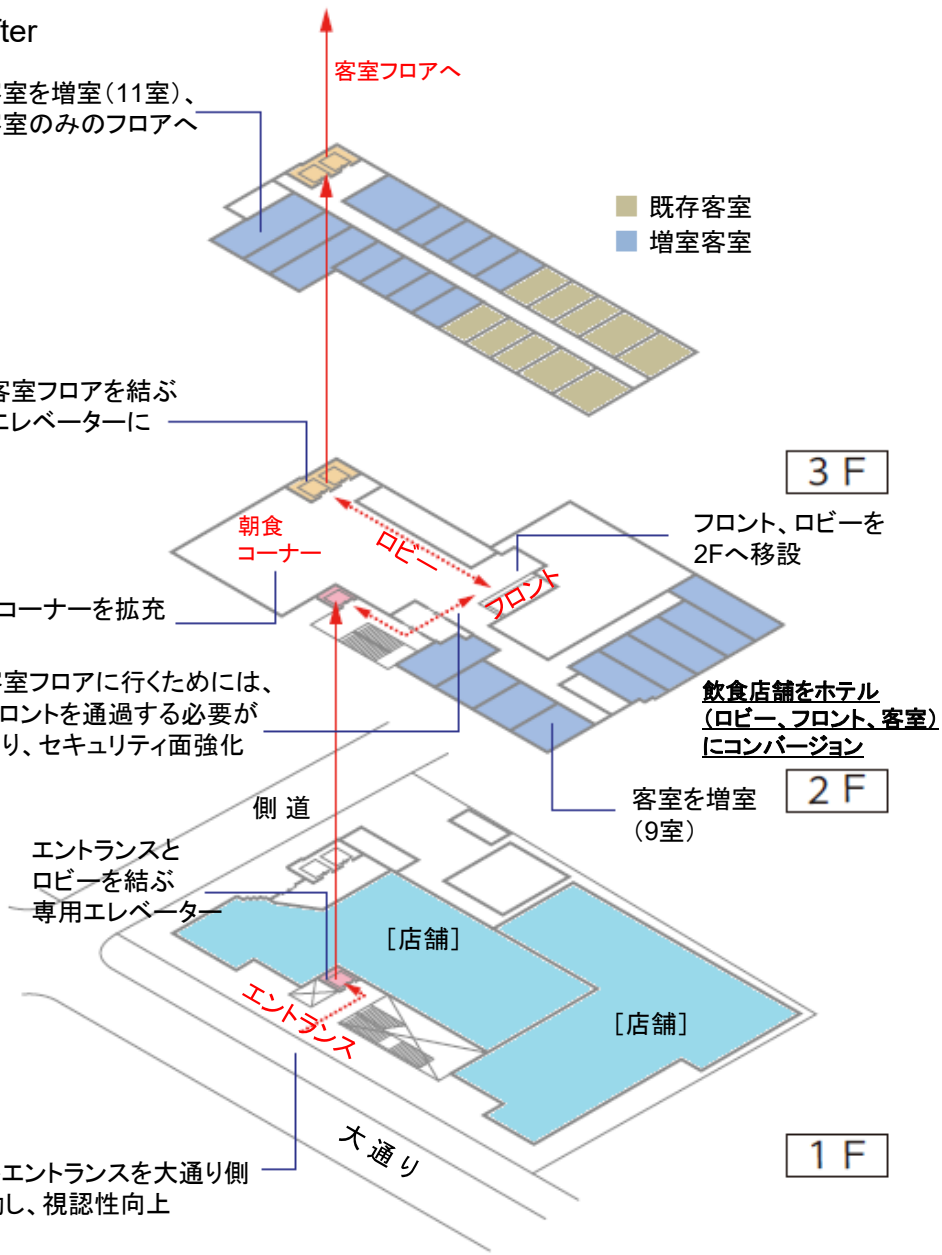 fter
客室フロアへ
室を増室（11室）、
室のみのフロアへ
既存客室
増室客室
客室フロアを結ぶ
エレベーターに
3 F
朝食
コーナー
ロビー
フロント
フロント、ロビーを
2Fへ移設
コーナーを拡充
客室フロアに行くためには、
ロントを通過する必要が
り、セキュリティ面強化
飲食店舗をホテル
（ロビー、フロント、客室）
にコンバージョン
2 F
客室を増室
（9室）
側 道
エントランスと
ロビーを結ぶ
専用エレベーター
［店舗］
［店舗］
エントランス
大 通 り
1 F
エントランスを大通り側
し、視認性向上